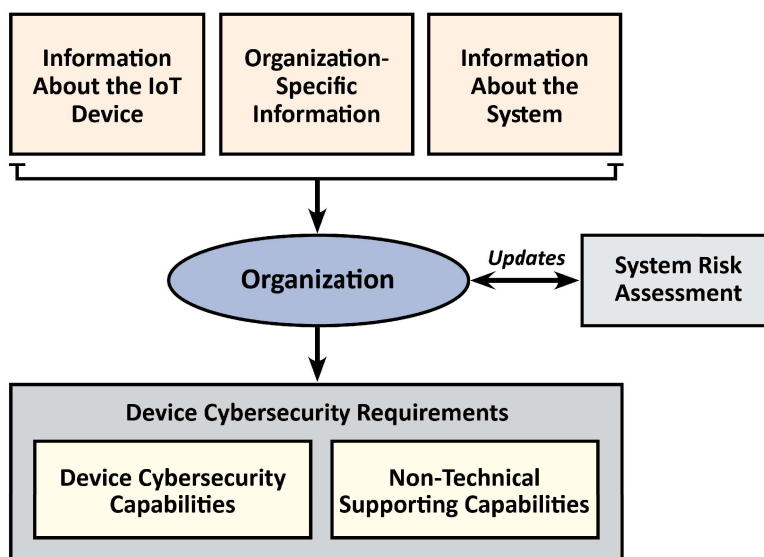 Information
About the IoT
Device
Organization-
Specific
Information
Information
About the
System
Organization
Updates
System Risk
Assessment
Device Cybersecurity Requirements
Device Cybersecurity
Capabilities
Non-Technical
Supporting Capabilities